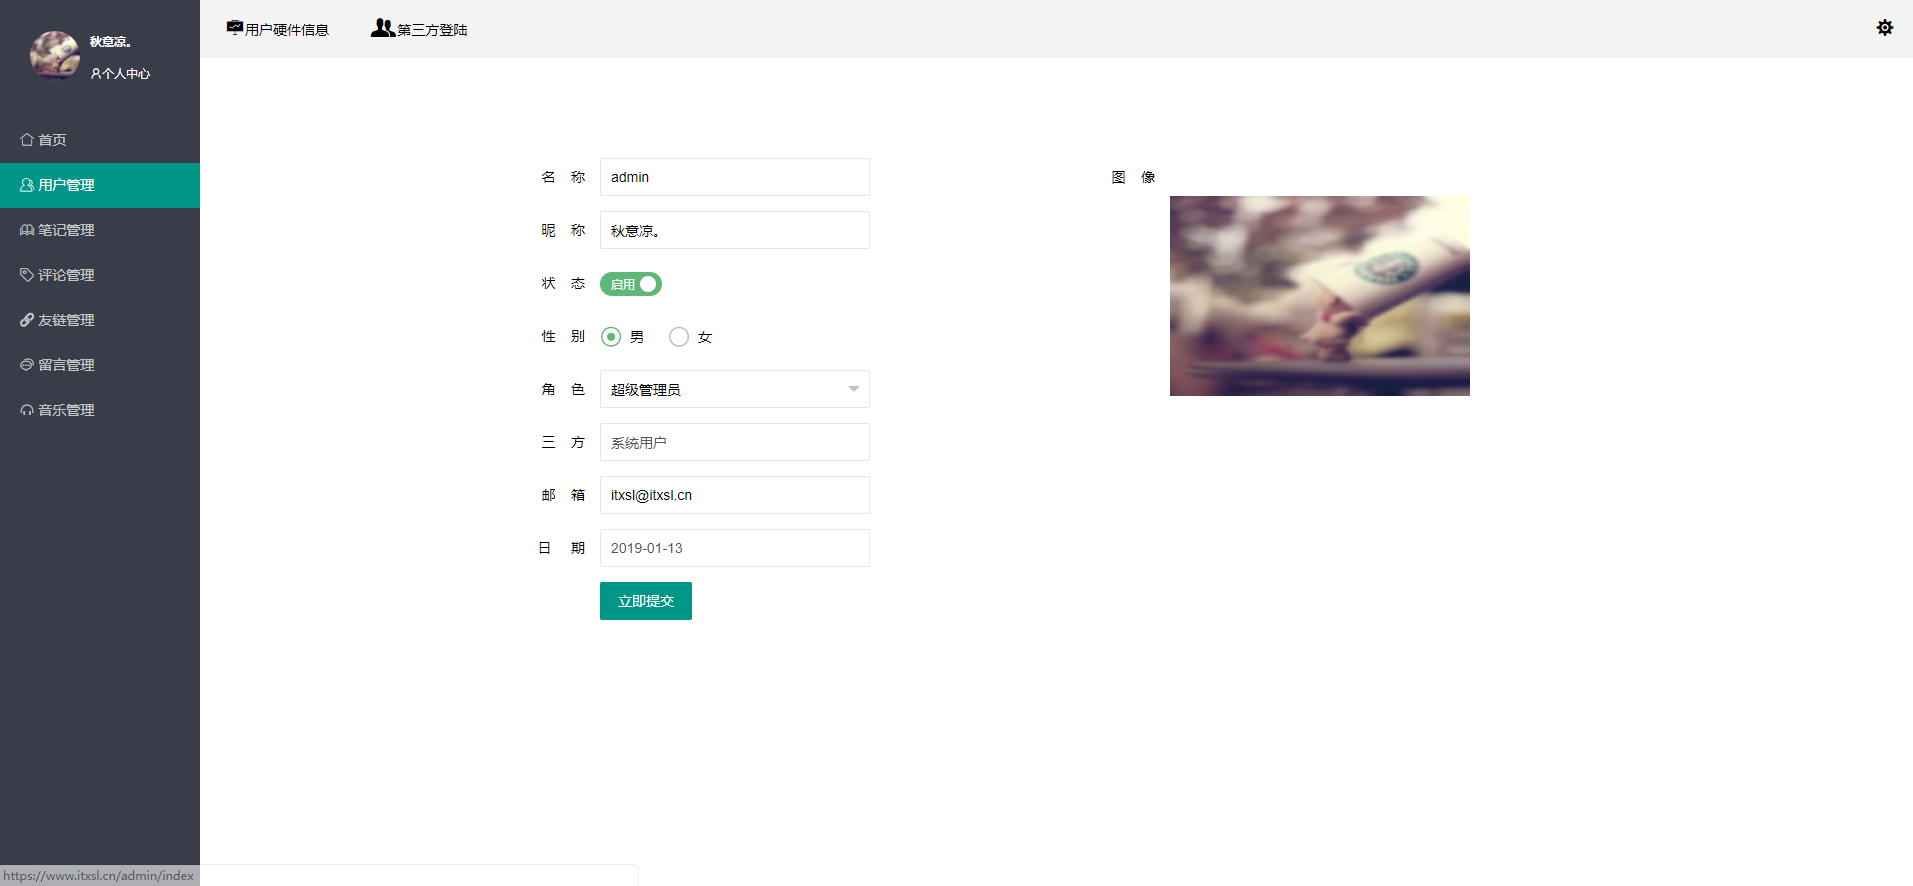 秋意凉。
个人中心
首页
用户管理
笔记管理
评论管理
友链管理
留言管理
音乐管理
用户硬件信息
第三方登陆
名 称 admin
昵 称 秋意凉。
状 态 启用
性 别 男 女
角 色 超级管理员
三 方 系统用户
邮 箱 itxsl@itxsl.cn
日 期 2019-01-13
立即提交
图 像
https://www.itxsl.cn/admin/index